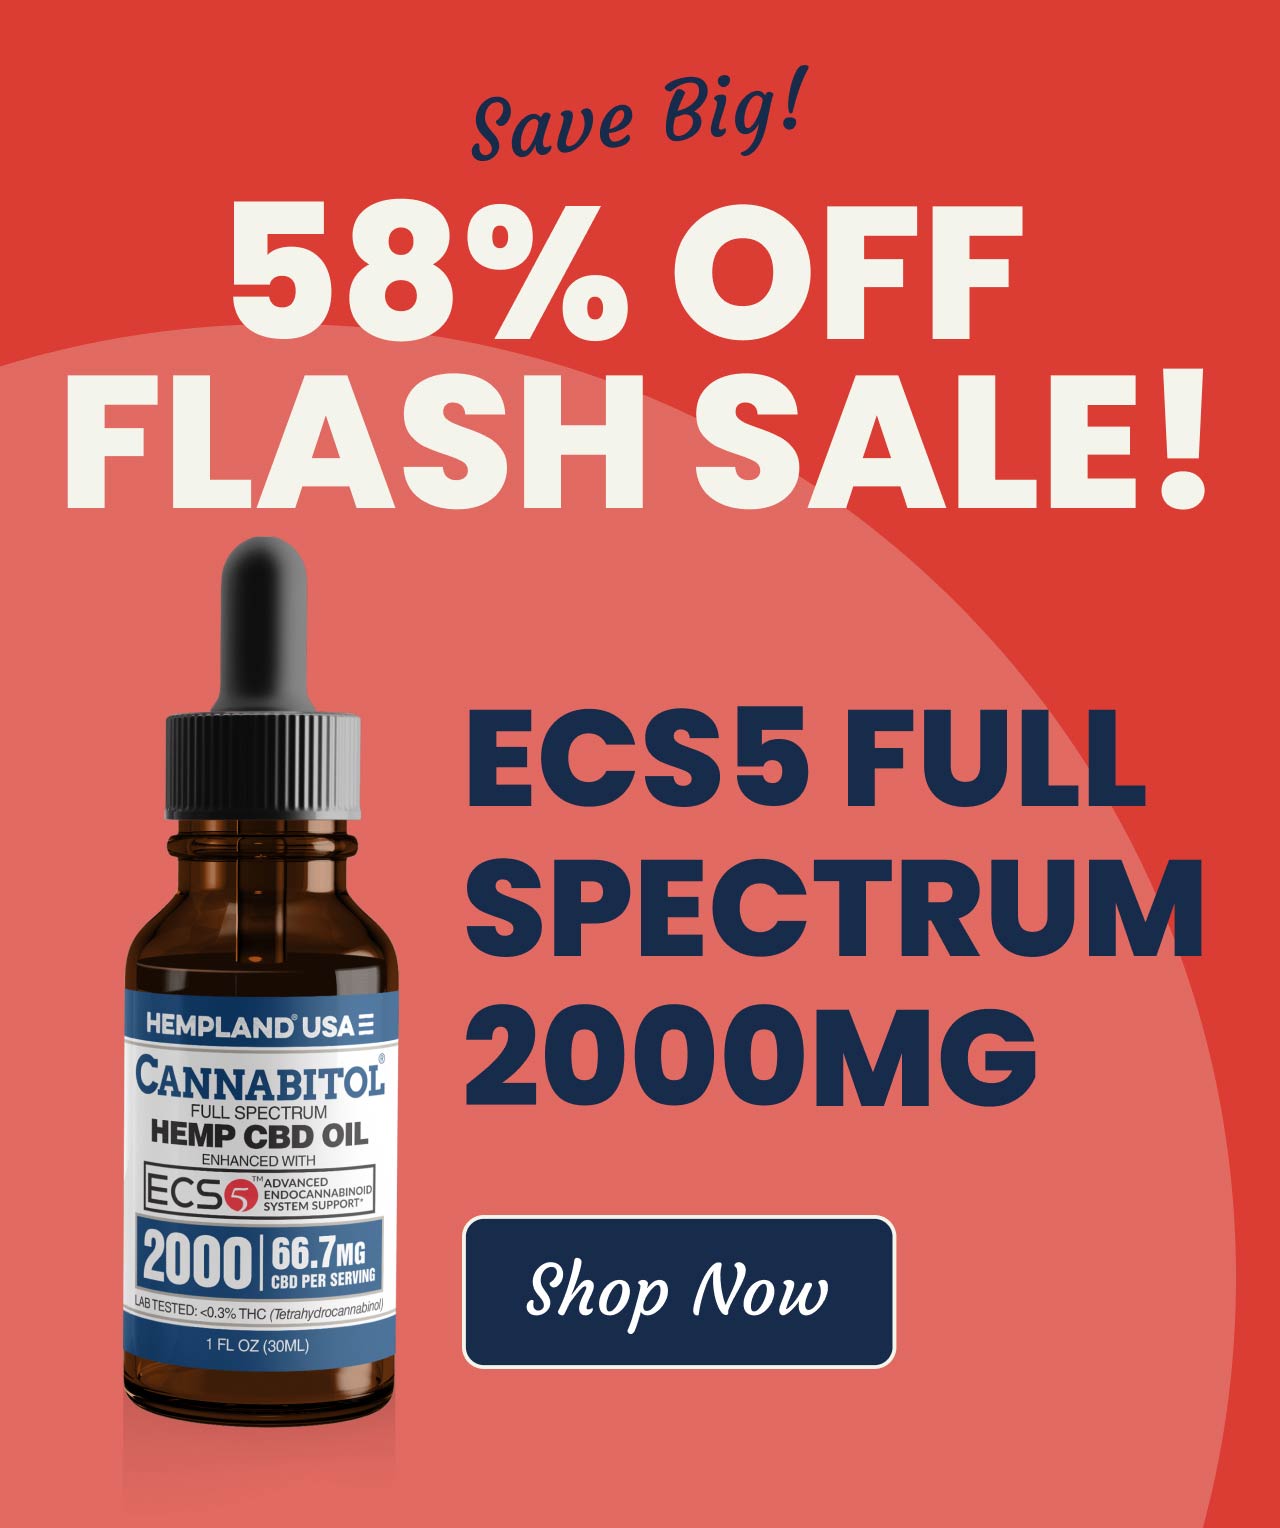 Save Big!
58% OFF
FLASH SALE!
ECS5 FULL
SPECTRUM
2000MG
HEMPLAND® USA
CANNABITOL®
FULL SPECTRUM
HEMP CBD OIL
ENHANCED WITH
ECS5™ ADVANCED
ENDOCANNABINOID
SYSTEM SUPPORT*
2000 66.7MG
CBD PER SERVING
LAB TESTED: <0.3% THC (Tetrahydrocannabinol)
1 FL OZ (30ML)
Shop Now